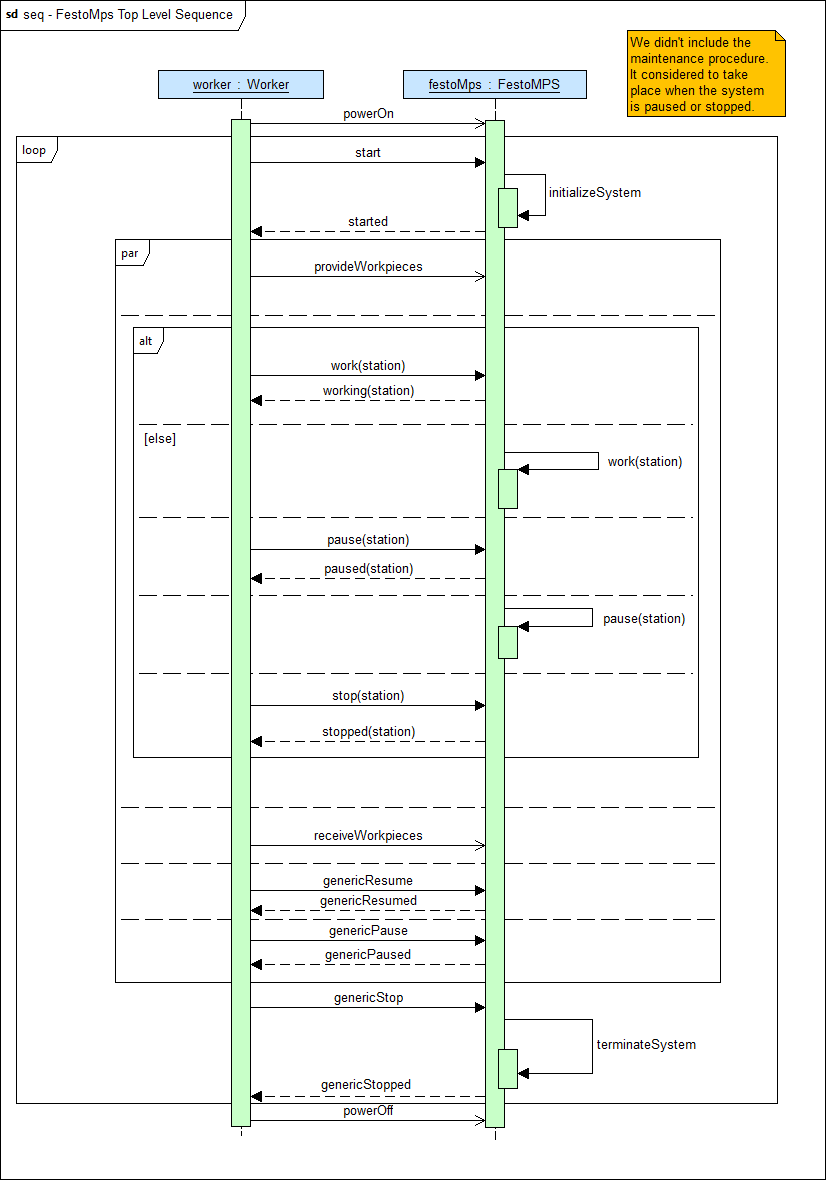 sd seq - FestoMps Top Level Sequence
We didn't include the
maintenance procedure.
It considered to take
place when the system
is paused or stopped.
worker : Worker
festoMps : FestoMPS
powerOn
loop
start
initializeSystem
started
par
provideWorkpieces
alt
work(station)
working(station)
[else]
work(station)
pause(station)
paused(station)
pause(station)
stop(station)
stopped(station)
receiveWorkpieces
genericResume
genericResumed
genericPause
genericPaused
genericStop
terminateSystem
genericStopped
powerOff